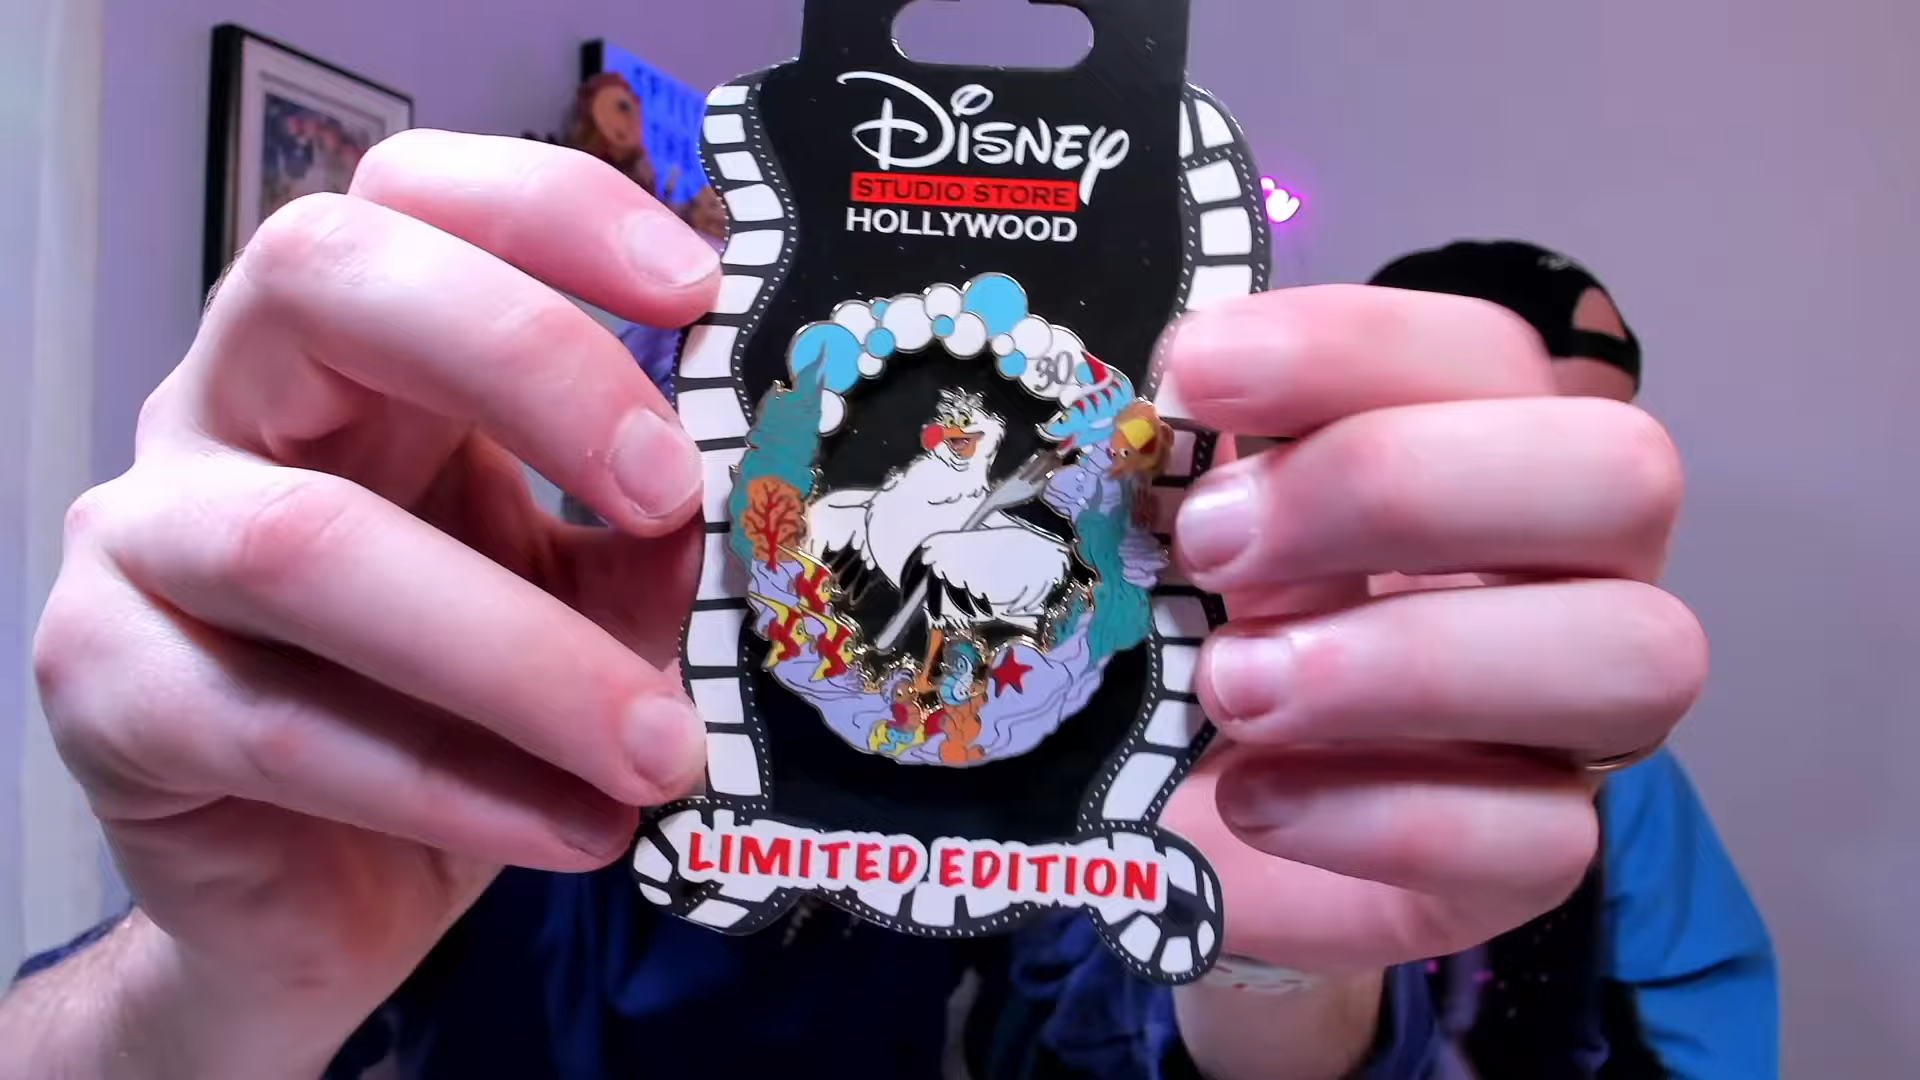 DISNEY
STUDIO STORE
HOLLYWOOD
30
LIMITED EDITION